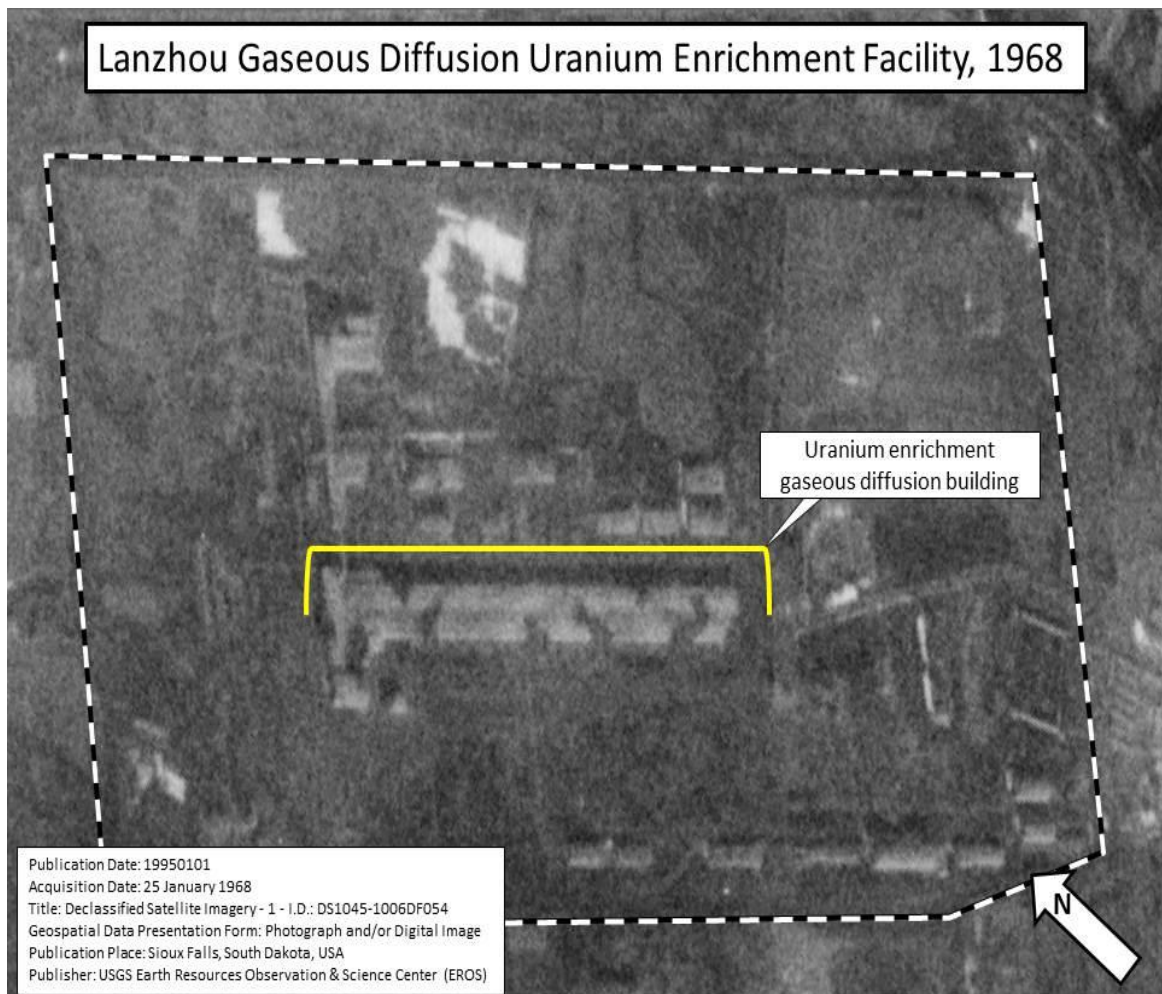 Lanzhou Gaseous Diffusion Uranium Enrichment Facility, 1968
Uranium enrichment
gaseous diffusion building
Publication Date: 19950101
Acquisition Date: 25 January 1968
Title: Declassified Satellite Imagery - 1 - I.D.: DS1045-1006DF054
Geospatial Data Presentation Form: Photograph and/or Digital Image
Publication Place: Sioux Falls, South Dakota, USA
Publisher: USGS Earth Resources Observation & Science Center (EROS)
N